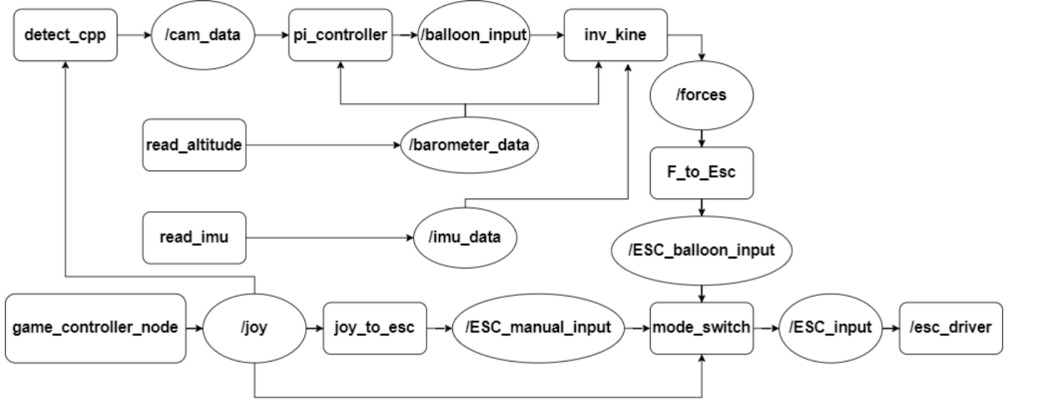 detect_cpp
/cam_data
pi_controller
/balloon_input
inv_kine
/forces
read_altitude
/barometer_data
F_to_Esc
read_imu
/imu_data
/ESC_balloon_input
game_controller_node
/joy
joy_to_esc
/ESC_manual_input
mode_switch
/ESC_input
/esc_driver